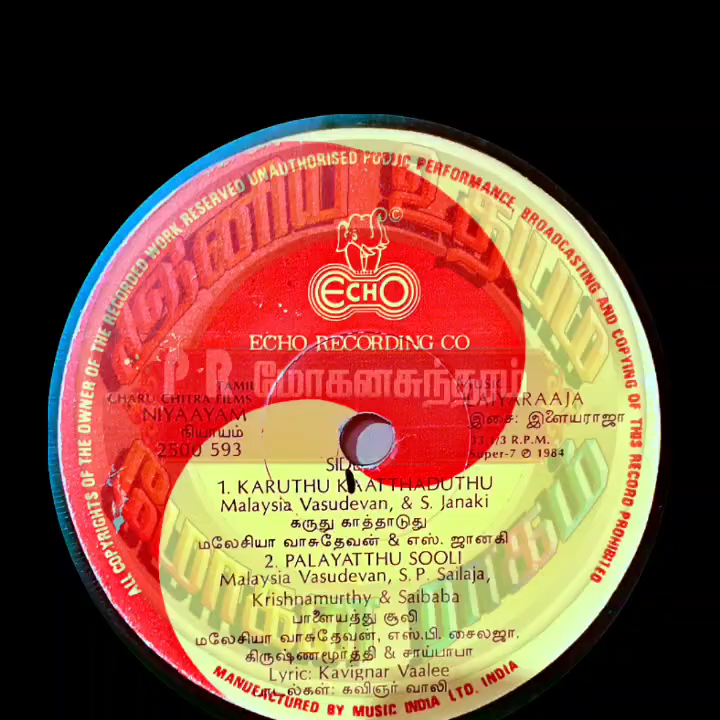 ALL COPYRIGHTS OF THE OWNER OF THE RECORDED WORK RESERVED UNAUTHORISED PUBLIC PERFORMANCE, BROADCASTING AND COPYING OF THIS RECORD PROHIBITED
©
ECHO
ECHO RECORDING CO
P.R. மோகனசுந்தரம்
TAMIL
CHARU CHITRA FILMS
NIYAAYAM
நியாயம்
2500 593
MUSIC
ILAIYARAAJA
இசை: இளையராஜா
33 1/3 R.P.M.
Super-7 ℗ 1984
1. KARUTHU KAATTHADUTHU
Malaysia Vasudevan, & S. Janaki
கருது காத்தாடுது
மலேசியா வாசுதேவன் & எஸ். ஜானகி
2. PALAYATTHU SOOLI
Malaysia Vasudevan, S.P. Sailaja,
Krishnamurthy & Saibaba
பாளையத்து சூலி
மலேசியா வாசுதேவன், எஸ்.பி. சைலஜா,
கிருஷ்ணமூர்த்தி & சாய்பாபா
Lyric: Kavignar Vaalee
கவிஞர் வாலி
MANUFACTURED BY MUSIC INDIA LTD. INDIA